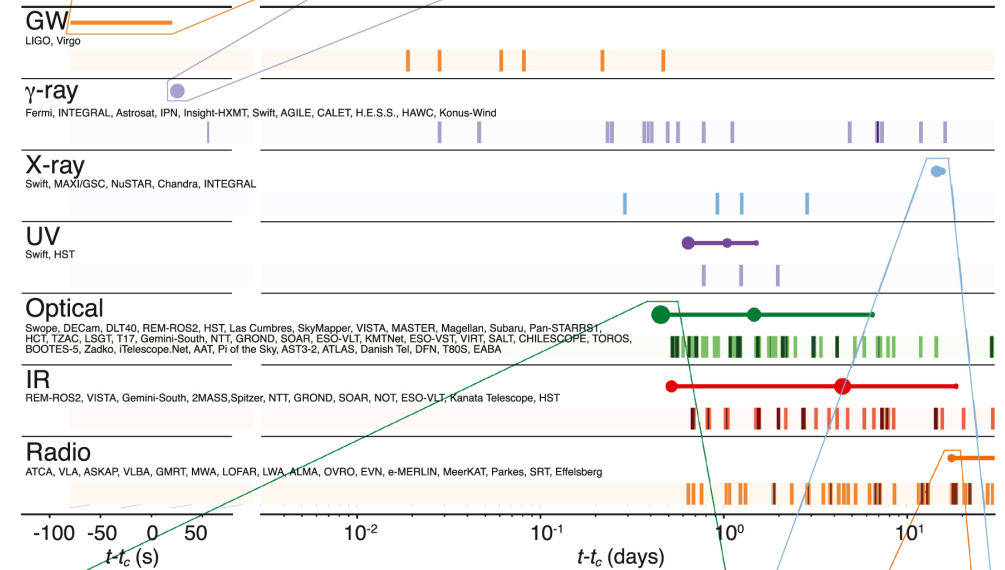 GW
LIGO, Virgo
γ-ray
Fermi, INTEGRAL, Astrosat, IPN, Insight-HXMT, Swift, AGILE, CALET, H.E.S.S., HAWC, Konus-Wind
X-ray
Swift, MAXI/GSC, NuSTAR, Chandra, INTEGRAL
UV
Swift, HST
Optical
Swope, DECam, DLT40, REM-ROS2, HST, Las Cumbres, SkyMapper, VISTA, MASTER, Magellan, Subaru, Pan-STARRS1,
HCT, TZAC, LSGT, T17, Gemini-South, NTT, GROND, SOAR, ESO-VLT, KMTNet, ESO-VST, VIRT, SALT, CHILESCOPE, TOROS,
BOOTES-5, Zadko, iTelescope.Net, AAT, Pi of the Sky, AST3-2, ATLAS, Danish Tel, DFN, T80S, EABA
IR
REM-ROS2, VISTA, Gemini-South, 2MASS,Spitzer, NTT, GROND, SOAR, NOT, ESO-VLT, Kanata Telescope, HST
Radio
ATCA, VLA, ASKAP, VLBA, GMRT, MWA, LOFAR, LWA, ALMA, OVRO, EVN, e-MERLIN, MeerKAT, Parkes, SRT, Effelsberg
-100 -50 0 50 10⁻² 10⁻¹ 10⁰ 10¹
t-tc (s) t-tc (days)